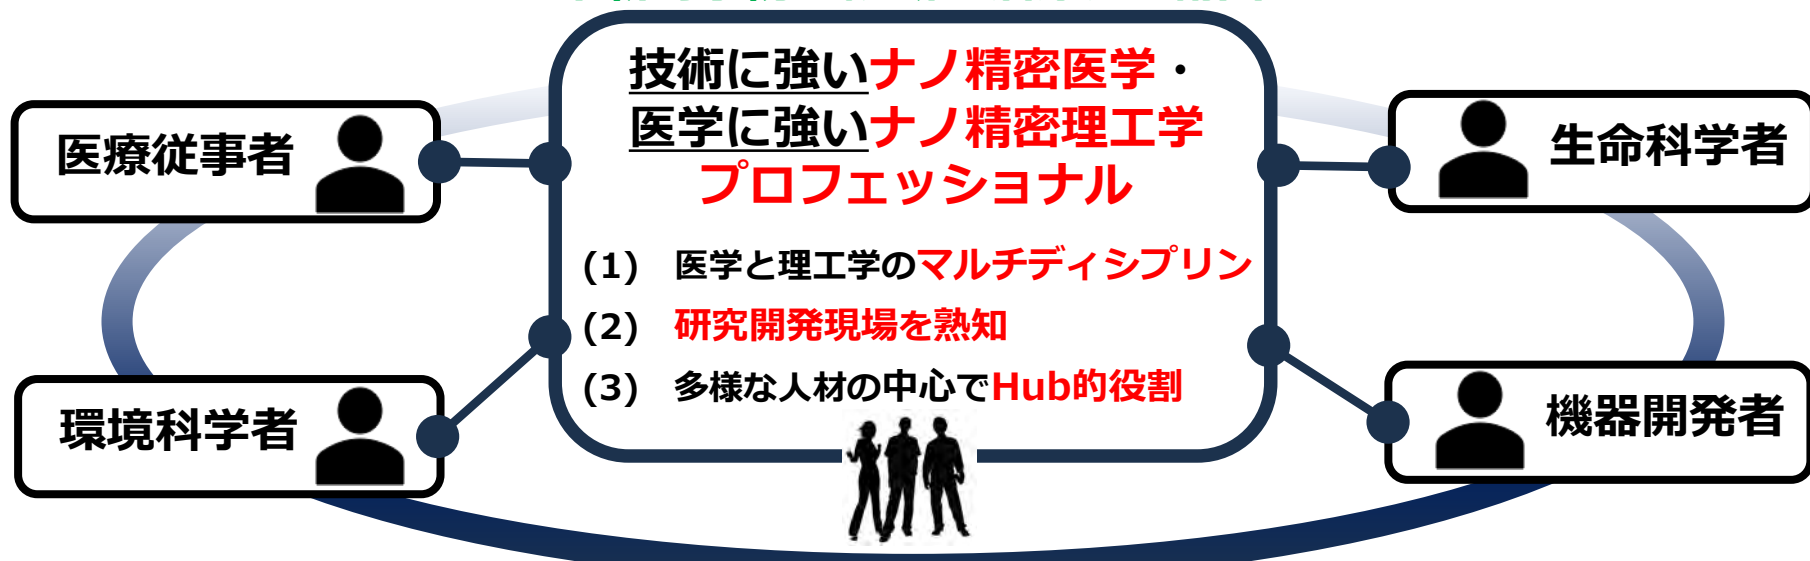 技術に強いナノ精密医学・
医学に強いナノ精密理工学
プロフェッショナル
医療従事者
生命科学者
(1) 医学と理工学のマルチディシプリン
(2) 研究開発現場を熟知
(3) 多様な人材の中心でHub的役割
環境科学者
機器開発者